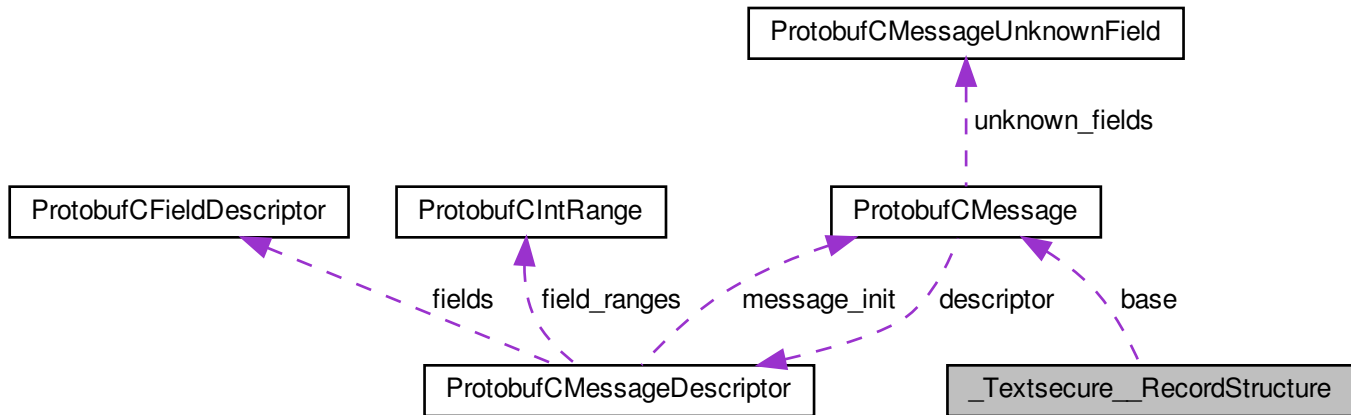 ProtobufCMessageUnknownField
unknown_fields
ProtobufCFieldDescriptor
ProtobufCIntRange
ProtobufCMessage
fields
field_ranges
message_init
descriptor
base
ProtobufCMessageDescriptor
_Textsecure__RecordStructure